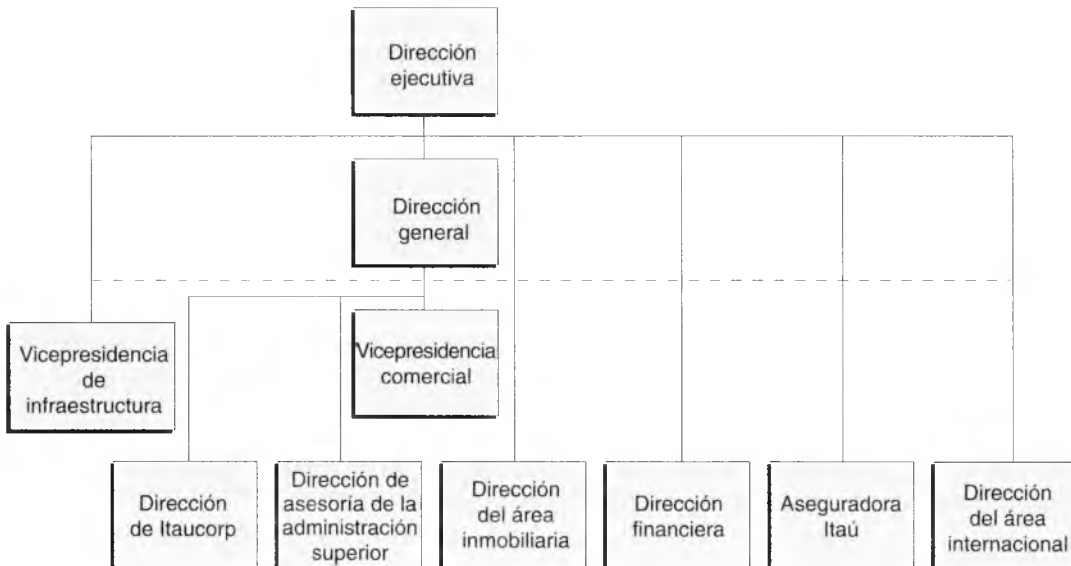 Dirección
ejecutiva
Dirección
general
Vicepresidencia
de
infraestructura
Vicepresidencia
comercial
Dirección
de Itaucorp
Dirección de
asesoría de la
administración
superior
Dirección
del área
inmobiliaria
Dirección
financiera
Aseguradora
Itaú
Dirección
del área
internacional